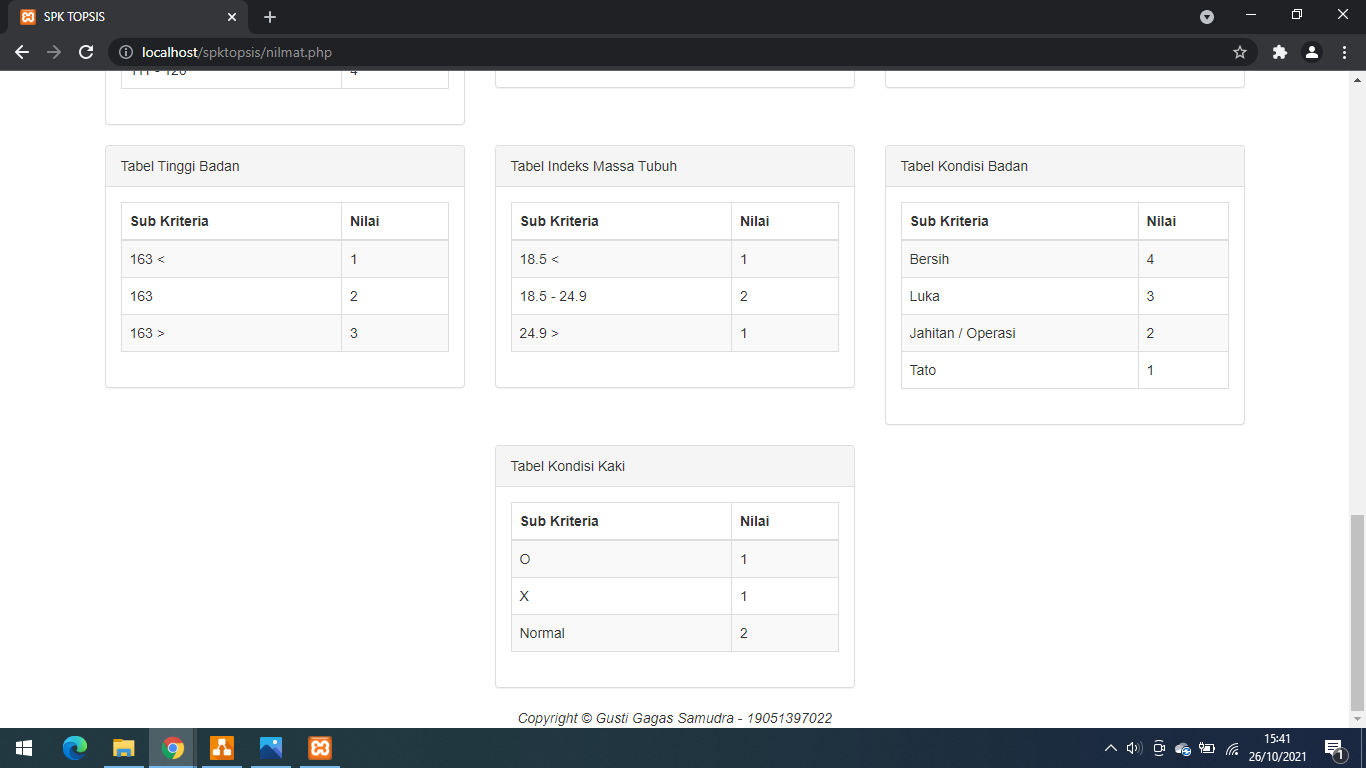 SPK TOPSIS
localhost/spktopsis/nilmat.php
111 - 120 4
Tabel Tinggi Badan
Sub Kriteria Nilai
163 < 1
163 2
163 > 3
Tabel Indeks Massa Tubuh
Sub Kriteria Nilai
18.5 < 1
18.5 - 24.9 2
24.9 > 1
Tabel Kondisi Badan
Sub Kriteria Nilai
Bersih 4
Luka 3
Jahitan / Operasi 2
Tato 1
Tabel Kondisi Kaki
Sub Kriteria Nilai
O 1
X 1
Normal 2
Copyright © Gusti Gagas Samudra - 19051397022
15:41
26/10/2021
1